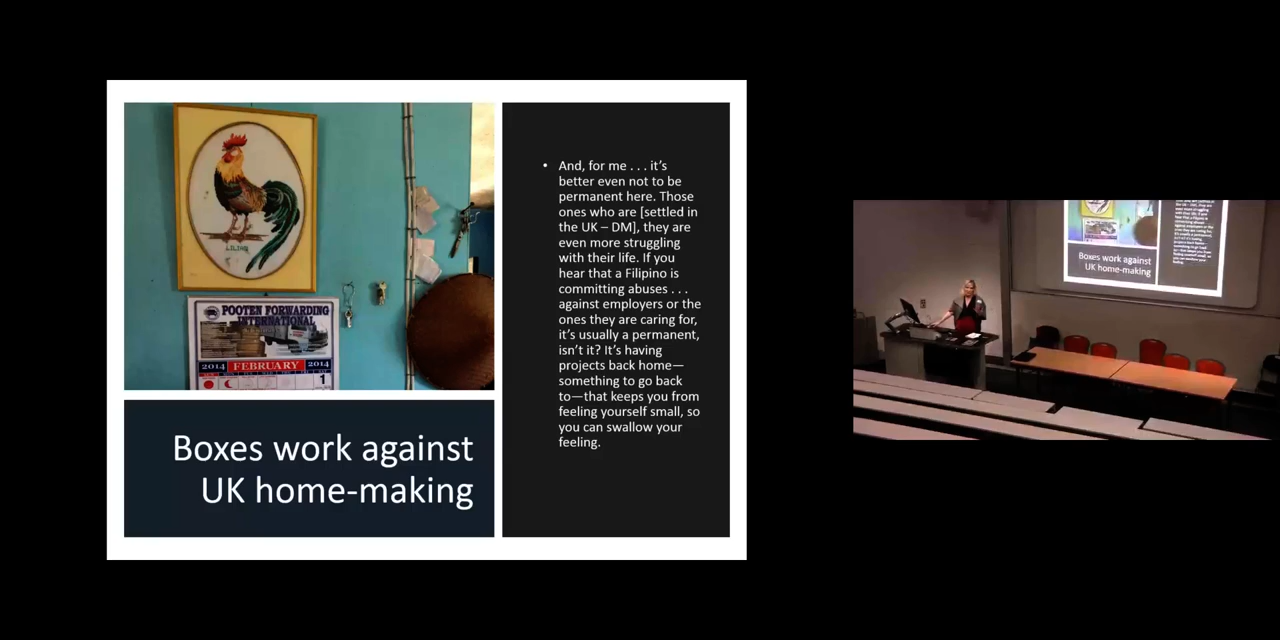 LILING
POOTEN FORWARDING
INTERNATIONAL
2014 FEBRUARY 2014
1
Boxes work against
UK home-making
• And, for me . . . it's
better even not to be
permanent here. Those
ones who are [settled in
the UK – DM], they are
even more struggling
with their life. If you
hear that a Filipino is
committing abuses . . .
against employers or the
ones they are caring for,
it's usually a permanent,
isn't it? It's having
projects back home—
something to go back
to—that keeps you from
feeling yourself small, so
you can swallow your
feeling.
Boxes work against
UK home-making